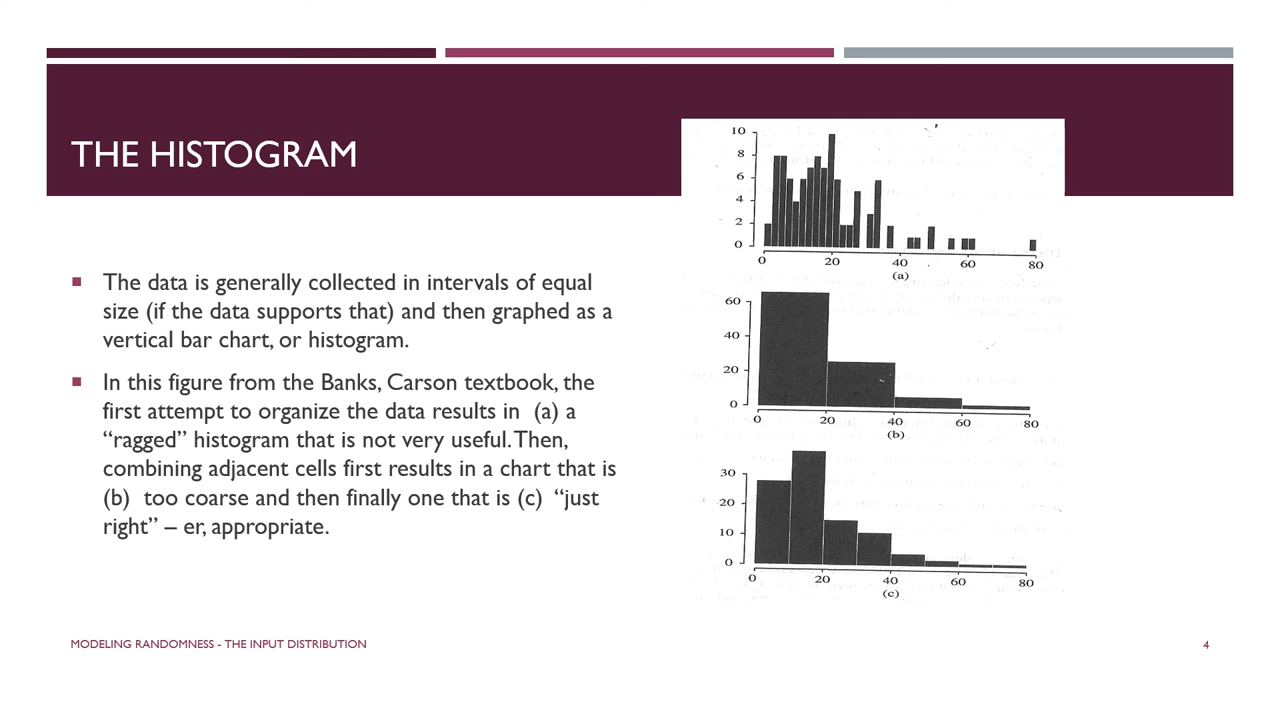 THE HISTOGRAM
The data is generally collected in intervals of equal
size (if the data supports that) and then graphed as a
vertical bar chart, or histogram.
In this figure from the Banks, Carson textbook, the
first attempt to organize the data results in (a) a
“ragged” histogram that is not very useful. Then,
combining adjacent cells first results in a chart that is
(b) too coarse and then finally one that is (c) “just
right” – er, appropriate.
10
8
6
4
2
0
0 20 40 60 80
(a)
60
40
20
0
0 20 40 60 80
(b)
30
20
10
0
0 20 40 60 80
(c)
MODELING RANDOMNESS - THE INPUT DISTRIBUTION
4